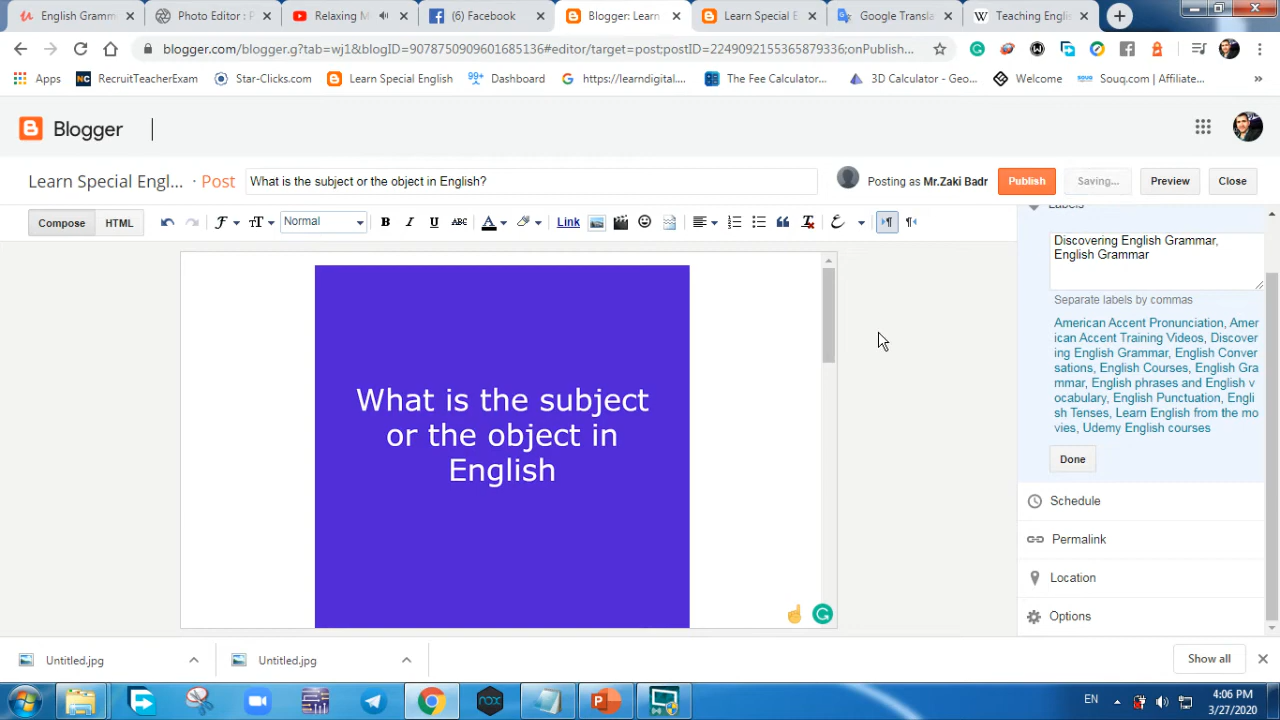 English Gramm
Photo Editor : P
Relaxing M
(6) Facebook
Blogger: Learn
Learn Special E
Google Transl
Teaching Engli
blogger.com/blogger.g?tab=wj1&BlogID=9078750909601685136#editor/target=post;postID=2249092155365879336;onPublish...
Apps
RecruitTeacherExam
Star-Clicks.com
Learn Special English
Dashboard
https://learndigital....
The Fee Calculator...
3D Calculator - Geo...
Welcome
Souq.com | Affiliate...
Blogger
Learn Special Engl... · Post
What is the subject or the object in English?
Posting as Mr.Zaki Badr
Publish
Saving...
Preview
Close
Compose
HTML
Normal
B I U ABC A
Link
Labels
Discovering English Grammar,
English Grammar
Separate labels by commas
American Accent Pronunciation, Amer
ican Accent Training Videos, Discover
ing English Grammar, English Conver
sations, English Courses, English Gra
mmar, English phrases and English v
ocabulary, English Punctuation, Engli
sh Tenses, Learn English from the mo
vies, Udemy English courses
Done
Schedule
Permalink
Location
Options
What is the subject
or the object in
English
Untitled.jpg
Untitled.jpg
Show all
EN
4:06 PM
3/27/2020